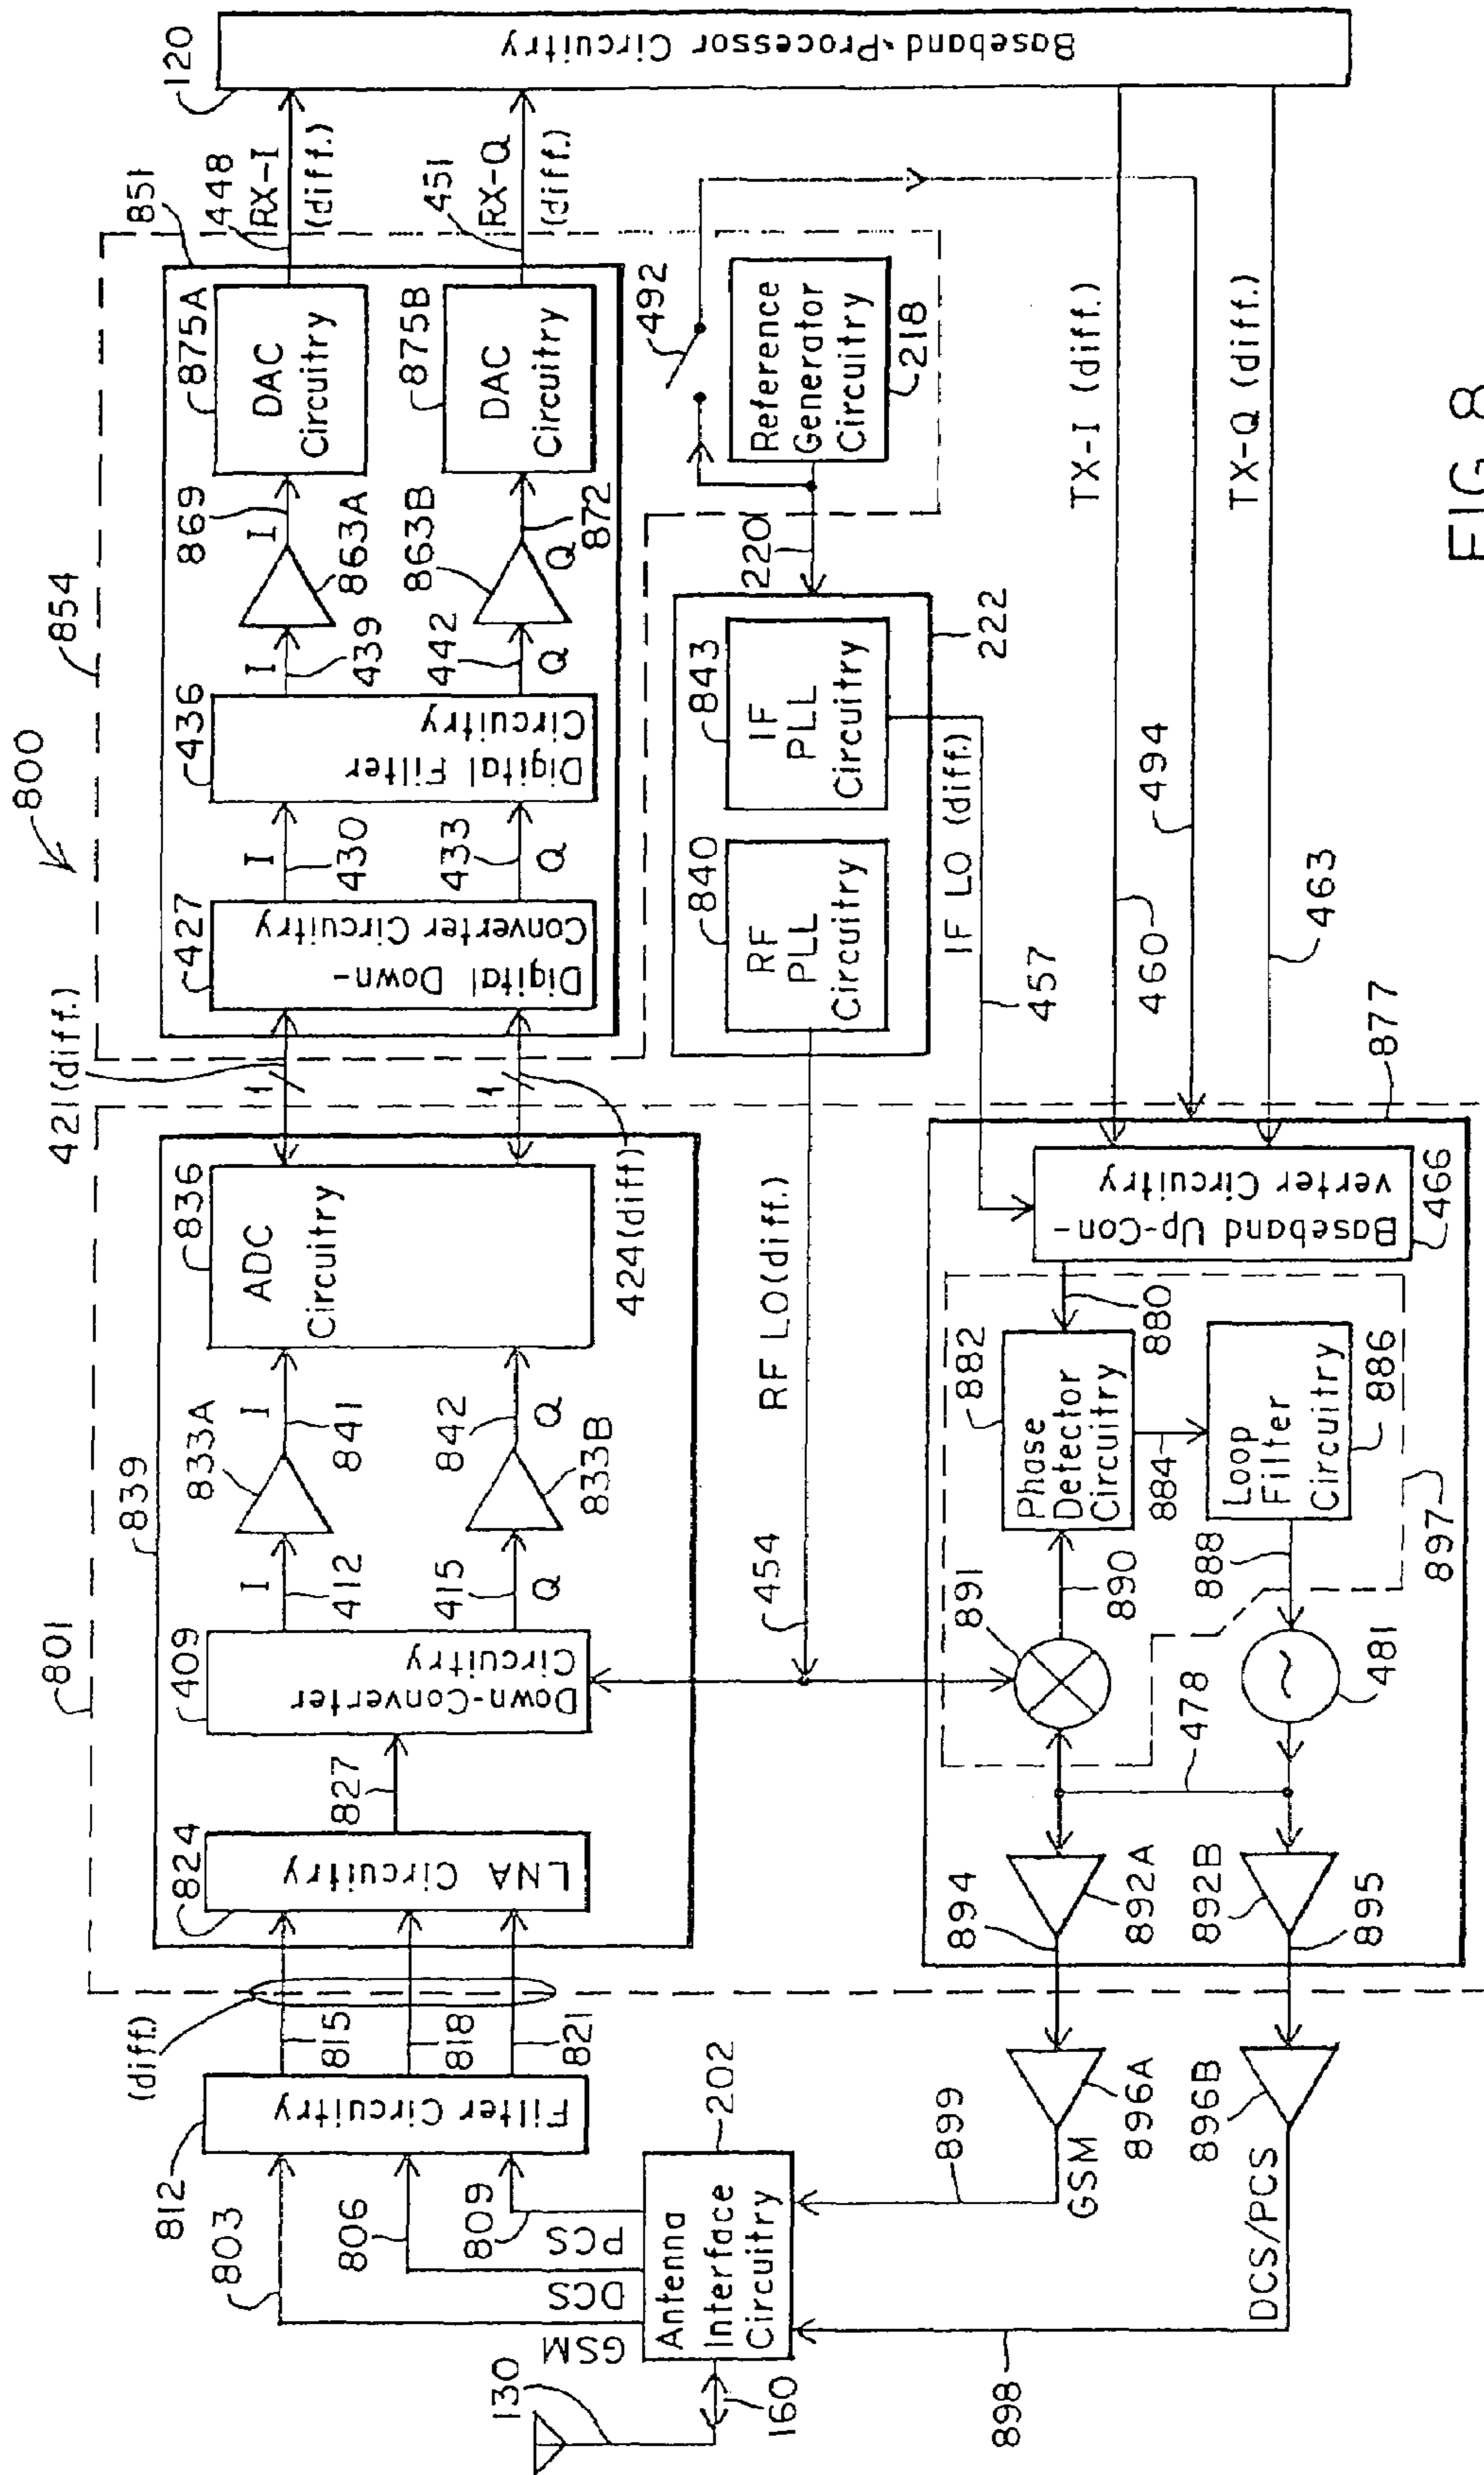 800
801
854
839
851
120
Baseband-Processor Circuitry
812
Filter Circuitry
(diff.)
803
806
809
GSM
DCS
PCS
815
818
821
824
LNA Circuitry
827
409
Down-Converter
Circuitry
I
412
415
Q
833A
833B
I
841
842
Q
836
ADC
Circuitry
421(diff.)
1
1
424(diff)
427
Digital Down-
Converter Circuitry
I
430
433
Q
436
Digital Filter
Circuitry
I
439
442
Q
863A
863B
869
I
Q
872
875A
DAC
Circuitry
875B
DAC
Circuitry
448
RX-I
(diff.)
451
RX-Q
(diff.)
492
Reference
Generator
Circuitry
218
220
222
840
RF
PLL
Circuitry
843
IF
PLL
Circuitry
RF LO(diff.)
454
IF LO (diff.)
457
TX-I (diff.)
460
494
TX-Q (diff.)
463
130
160
Antenna
Interface
Circuitry
202
899
GSM
896A
898
DCS/PCS
896B
894
892A
892B
895
478
481
891
890
882
Phase
Detector
Circuitry
880
884
Loop
Filter
Circuitry
886
888
897
Baseband Up-Con-
verter Circuitry
466
877
FIG. 8